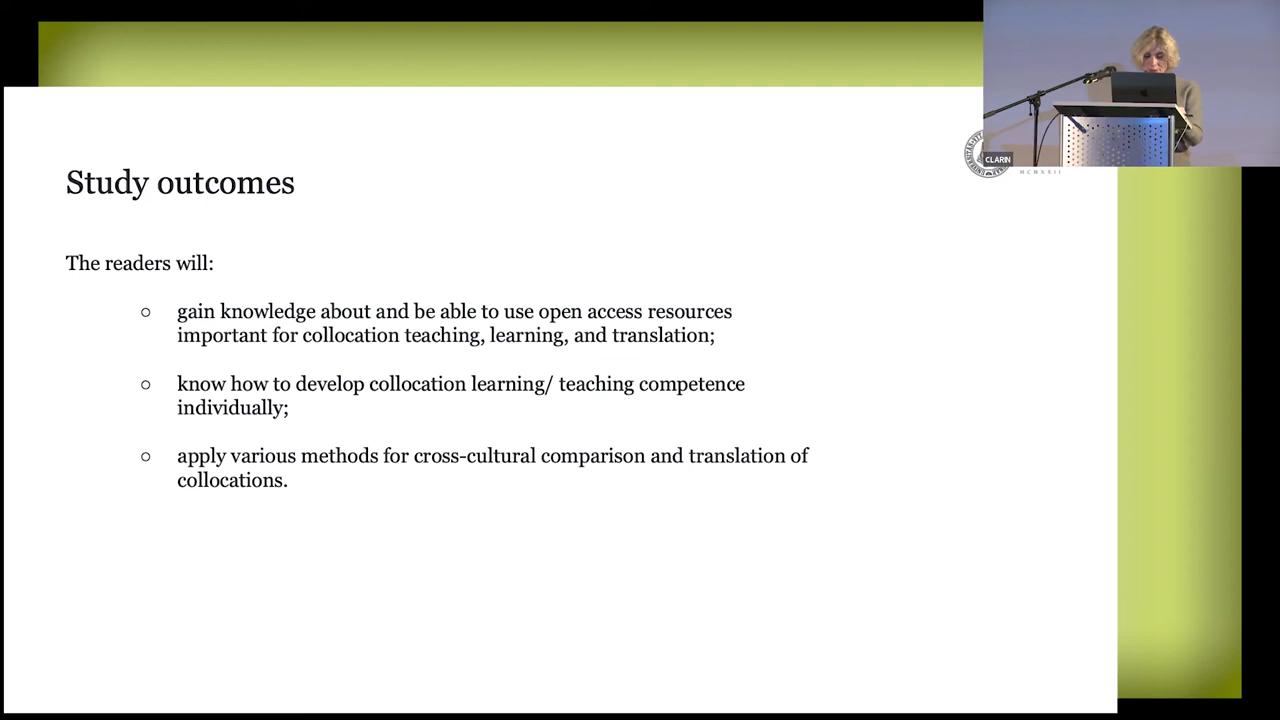 CLARIN
MCMXXII
Study outcomes
The readers will:
gain knowledge about and be able to use open access resources
important for collocation teaching, learning, and translation;
know how to develop collocation learning/ teaching competence
individually;
apply various methods for cross-cultural comparison and translation of
collocations.